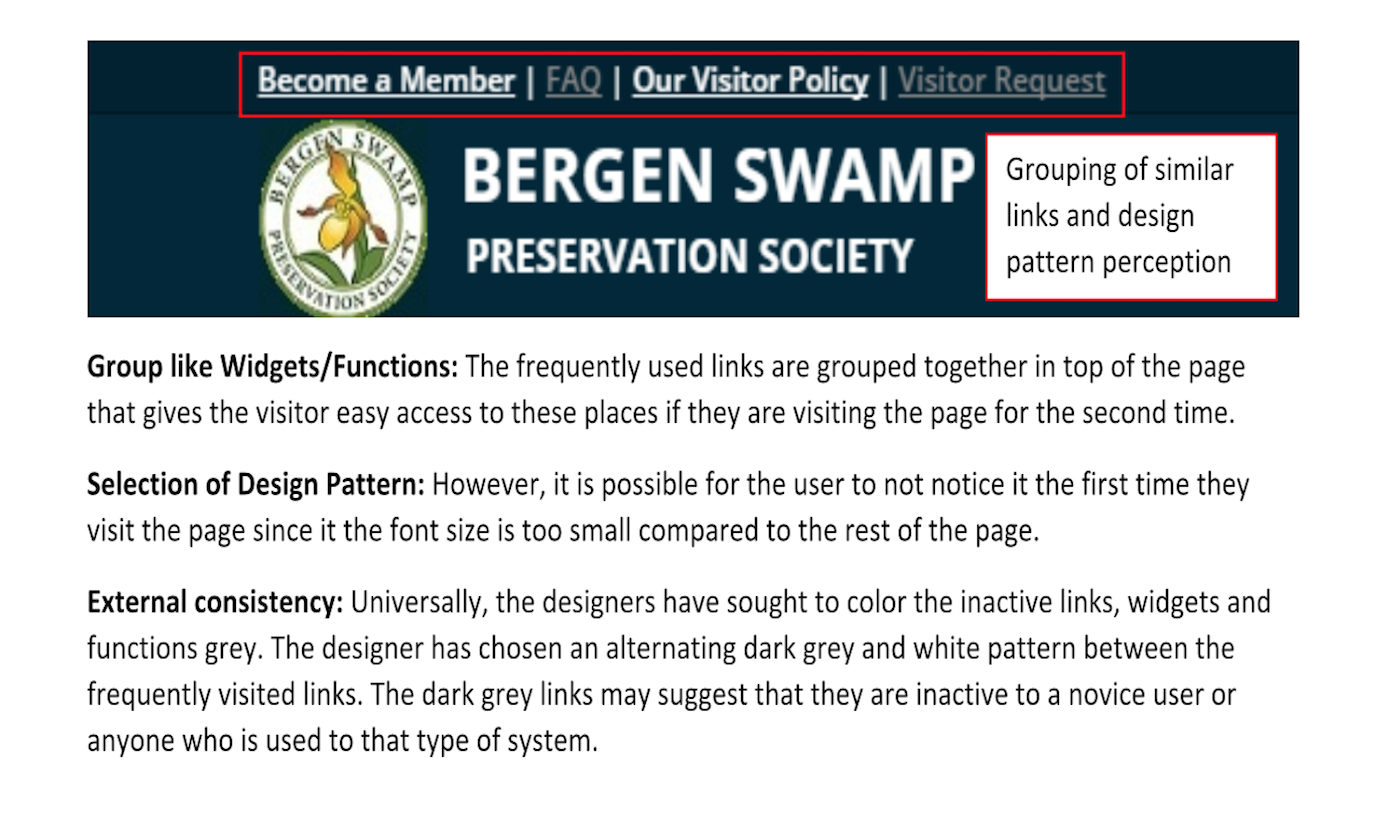 Become a Member | FAQ | Our Visitor Policy | Visitor Request
BERGEN SWAMP
PRESERVATION SOCIETY
BERGEN SWAMP
PRESERVATION SOCIETY
Grouping of similar
links and design
pattern perception
Group like Widgets/Functions: The frequently used links are grouped together in top of the page
that gives the visitor easy access to these places if they are visiting the page for the second time.
Selection of Design Pattern: However, it is possible for the user to not notice it the first time they
visit the page since it the font size is too small compared to the rest of the page.
External consistency: Universally, the designers have sought to color the inactive links, widgets and
functions grey. The designer has chosen an alternating dark grey and white pattern between the
frequently visited links. The dark grey links may suggest that they are inactive to a novice user or
anyone who is used to that type of system.